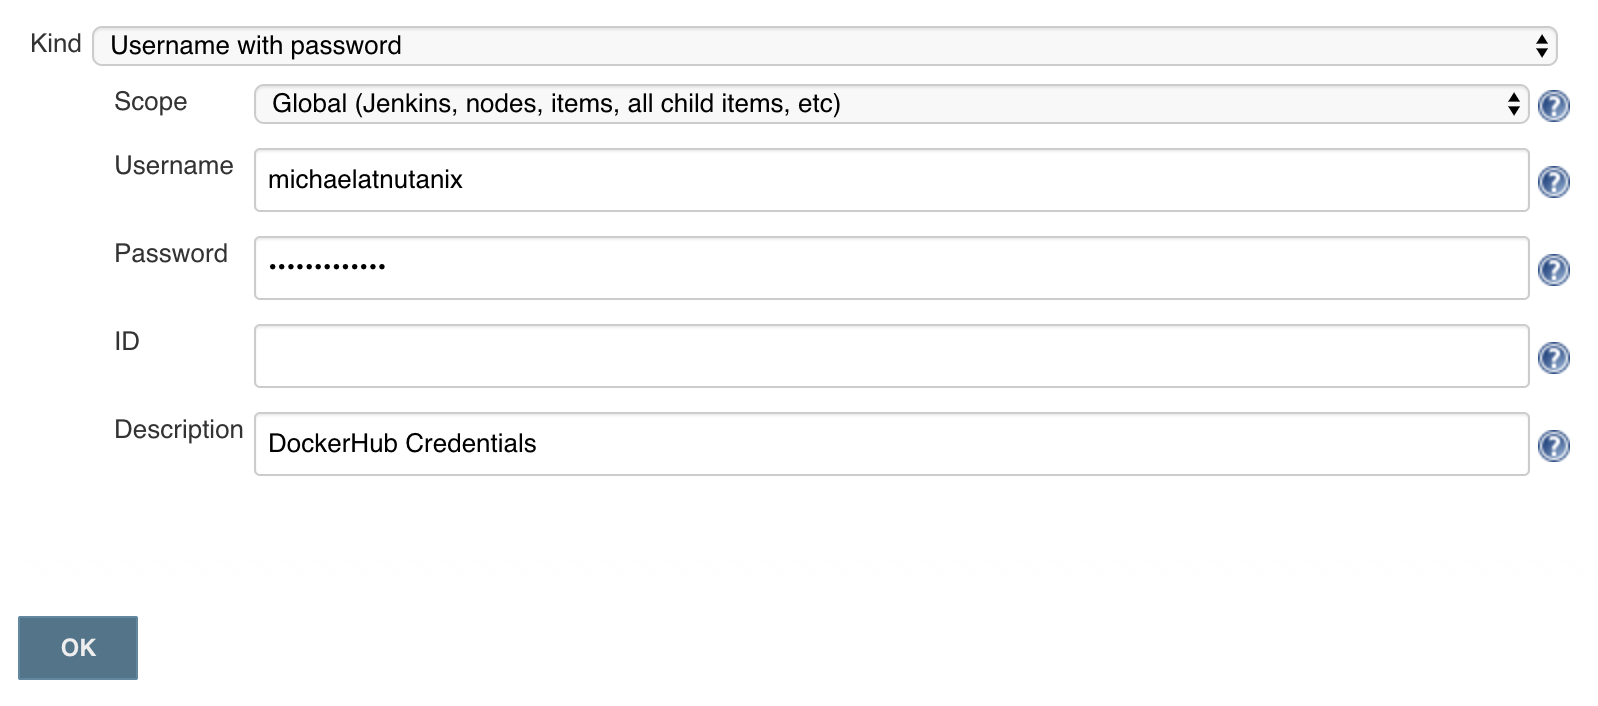 Kind Username with password
Scope Global (Jenkins, nodes, items, all child items, etc)
Username michaelatnutanix
Password •••••••••••••
ID
Description DockerHub Credentials
OK